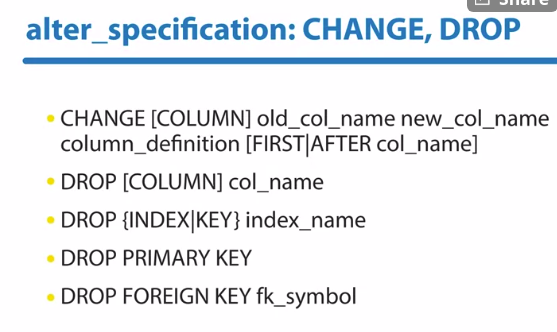 Share
alter_specification: CHANGE, DROP
• CHANGE [COLUMN] old_col_name new_col_name
column_definition [FIRST|AFTER col_name]
• DROP [COLUMN] col_name
• DROP {INDEX|KEY} index_name
• DROP PRIMARY KEY
• DROP FOREIGN KEY fk_symbol